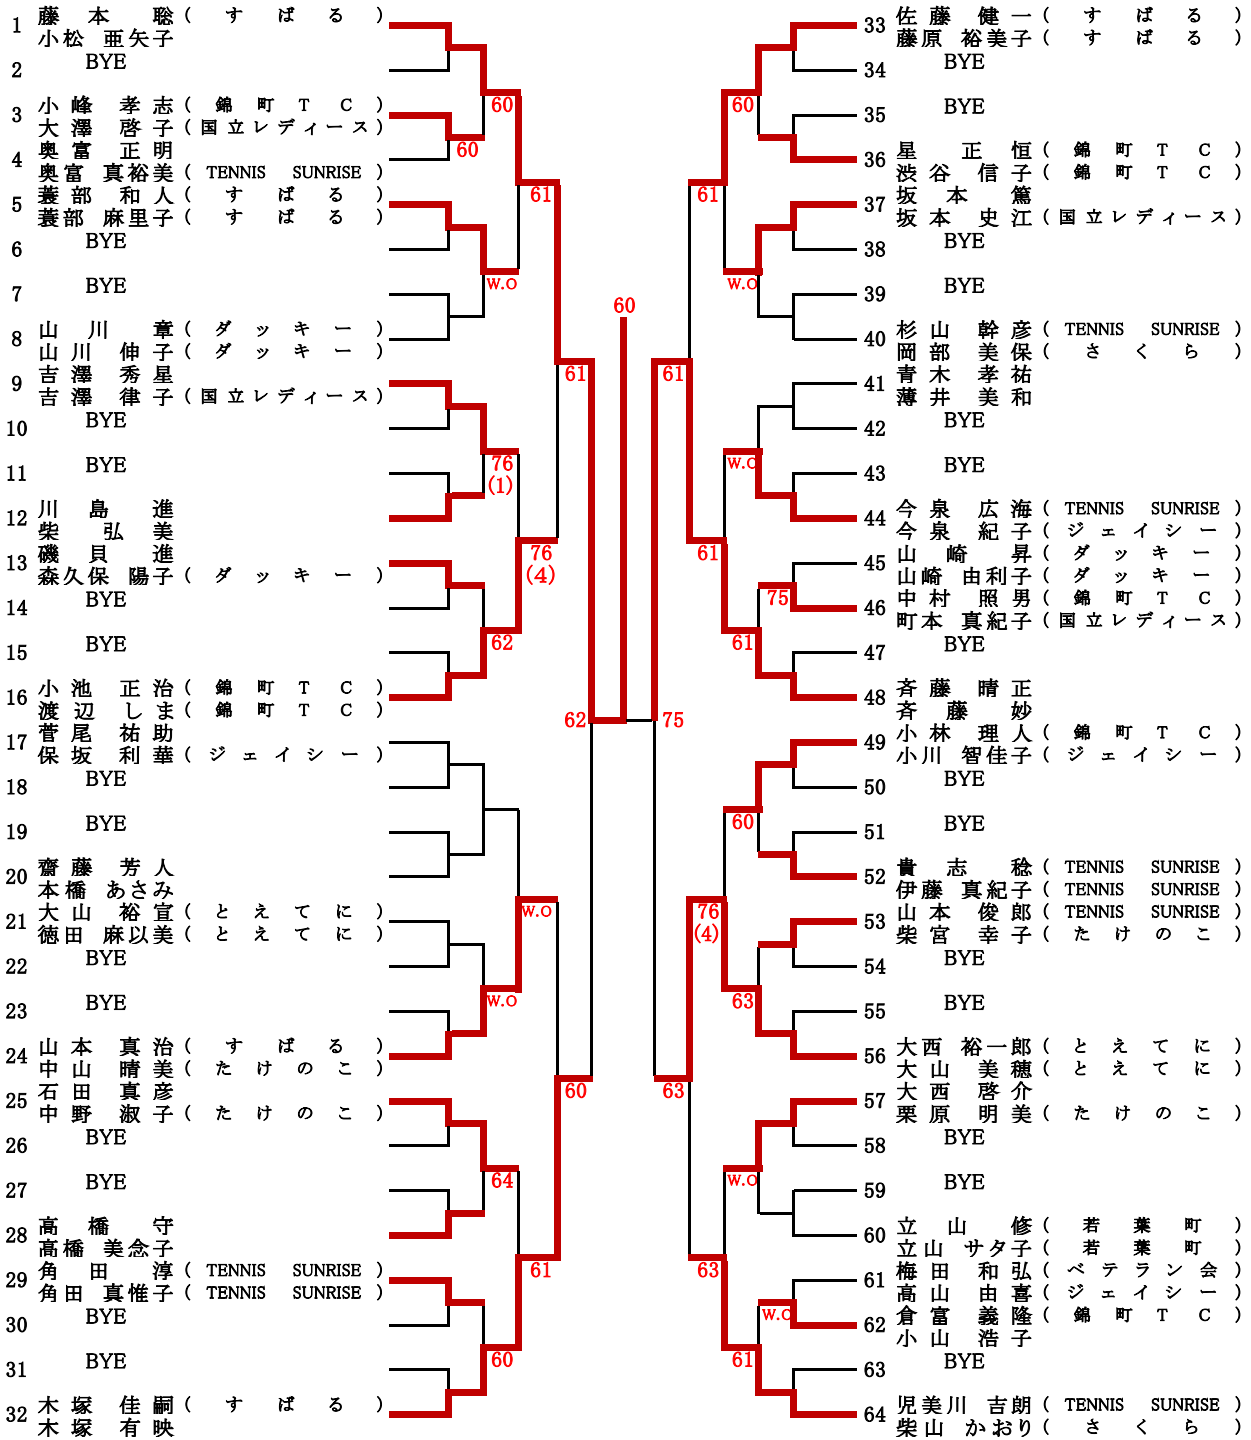 1 藤本 聡 (すばる)
小松 亜矢子
2 BYE
3 小峰 孝志 (錦町TC)
大澤 啓子 (国立レディース)
4 奥富 正明
奥富 真裕美 (TENNIS SUNRISE)
5 蓑部 和人 (すばる)
蓑部 麻里子 (すばる)
6 BYE
7 BYE
8 山川 章 (ダッキー)
山川 伸子 (ダッキー)
9 吉澤 秀星
吉澤 律子 (国立レディース)
10 BYE
11 BYE
12 川島 進
柴 弘美
13 磯貝 進
森久保 陽子 (ダッキー)
14 BYE
15 BYE
16 小池 正治 (錦町TC)
渡辺 しま (錦町TC)
17 菅尾 祐助
保坂 利華 (ジェイシー)
18 BYE
19 BYE
20 齋藤 芳人
本橋 あさみ
21 大山 裕宣 (とえてに)
徳田 麻以美 (とえてに)
22 BYE
23 BYE
24 山本 真治 (すばる)
中山 晴美 (たけのこ)
25 石田 真彦
中野 淑子 (たけのこ)
26 BYE
27 BYE
28 高橋 守
高橋 美念子
29 角田 淳 (TENNIS SUNRISE)
角田 真惟子 (TENNIS SUNRISE)
30 BYE
31 BYE
32 木塚 佳嗣 (すばる)
木塚 有映
60
60
61
W.O
61
76
(1)
76
(4)
62
62
W.O
W.O
60
64
61
60
60
75
60
61
W.O
61
W.O
61
75
61
60
76
(4)
63
63
W.O
63
W.O
61
33 佐藤 健一 (すばる)
藤原 裕美子 (すばる)
34 BYE
35 BYE
36 星 正恒 (錦町TC)
渋谷 信子 (錦町TC)
37 坂本 篤
坂本 史江 (国立レディース)
38 BYE
39 BYE
40 杉山 幹彦 (TENNIS SUNRISE)
岡部 美保 (さくら)
41 青木 孝祐
薄井 美和
42 BYE
43 BYE
44 今泉 広海 (TENNIS SUNRISE)
今泉 紀子 (ジェイシー)
45 山崎 昇 (ダッキー)
山崎 由利子 (ダッキー)
46 中村 照男 (錦町TC)
町本 真紀子 (国立レディース)
47 BYE
48 斉藤 晴正
斉藤 妙
49 小林 理人 (錦町TC)
小川 智佳子 (ジェイシー)
50 BYE
51 BYE
52 貴志 稔 (TENNIS SUNRISE)
伊藤 真紀子 (TENNIS SUNRISE)
53 山本 俊郎 (TENNIS SUNRISE)
柴宮 幸子 (たけのこ)
54 BYE
55 BYE
56 大西 裕一郎 (とえてに)
大山 美穂 (とえてに)
57 大西 啓介
栗原 明美 (たけのこ)
58 BYE
59 BYE
60 立山 修 (若葉町)
立山 サタ子 (若葉町)
61 梅田 和弘 (ベテラン会)
高山 由喜 (ジェイシー)
62 倉富 義隆 (錦町TC)
小山 浩子
63 BYE
64 児美川 吉朗 (TENNIS SUNRISE)
柴山 かおり (さくら)